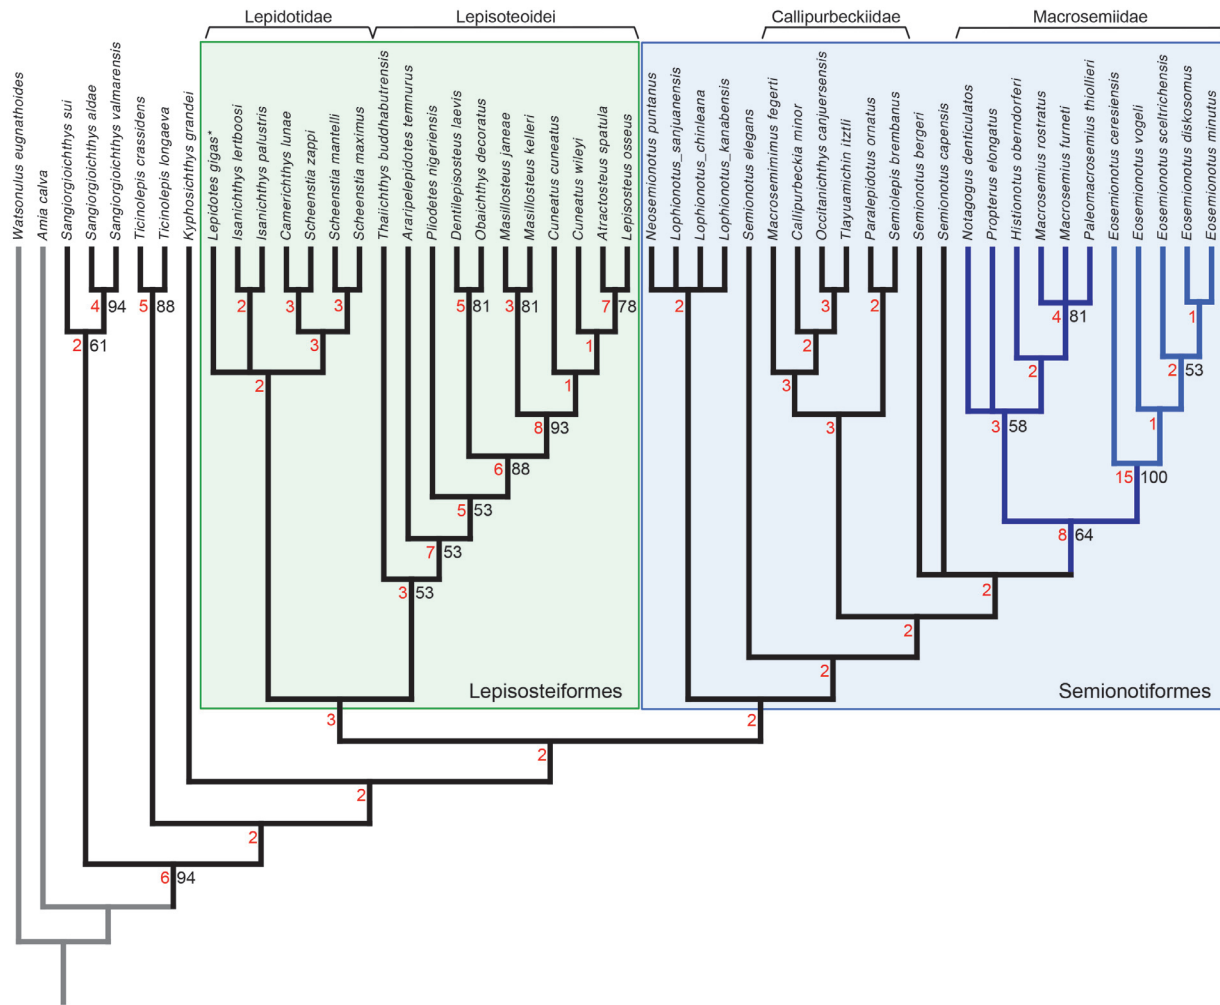 Lepidotidae
Lepisoteoidei
Callipurbeckiidae
Macrosemiidae
Watsonulus eugnathoides
Amia calva
Sangiorgioichthys sui
Sangiorgioichthys aldae
Sangiorgioichthys valmarensis
Ticinolepis crassidens
Ticinolepis longaeva
Kyphosichthys grandei
Lepidotes gigas*
Isanichthys lertboosi
Isanichthys palustris
Camerichthys lunae
Scheenstia zappi
Scheenstia mantelli
Scheenstia maximus
Thaiichthys buddhabutrensis
Araripelepidotes temnurus
Pliodetes nigeriensis
Dentilepisosteus laevis
Obaichthys decoratus
Masillosteus janeae
Masillosteus kelleri
Cuneatus cuneatus
Cuneatus wileyi
Atractosteus spatula
Lepisosteus osseus
Neosemionotus puntanus
Lophionotus_sanjuanensis
Lophionotus_chinleana
Lophionotus_kanabensis
Semionotus elegans
Macrosemimimus fegerti
Callipurbeckia minor
Occitanichthys canjuersensis
Tlayuamichin itztli
Paralepidotus ornatus
Semiolepis brembanus
Semionotus bergeri
Semionotus capensis
Notagogus denticulatos
Propterus elongatus
Histionotus oberndorferi
Macrosemius rostratus
Macrosemius furneti
Paleomacrosemius thiollieri
Eosemionotus ceresiensis
Eosemionotus vogeli
Eosemionotus sceltrichensis
Eosemionotus diskosomus
Eosemionotus minutus
4 94 5 88 2 3 3 5 81 3 81 7 78 2 3 2 4 81 1
2 61 3 1 2 2 53
2 1 3 2
8 93 3 3 58 1
6 88 15 100
5 53
7 53 8 64
3 53 2
2
2
Lepisosteiformes
Semionotiformes
3 2
2
2
2
6 94